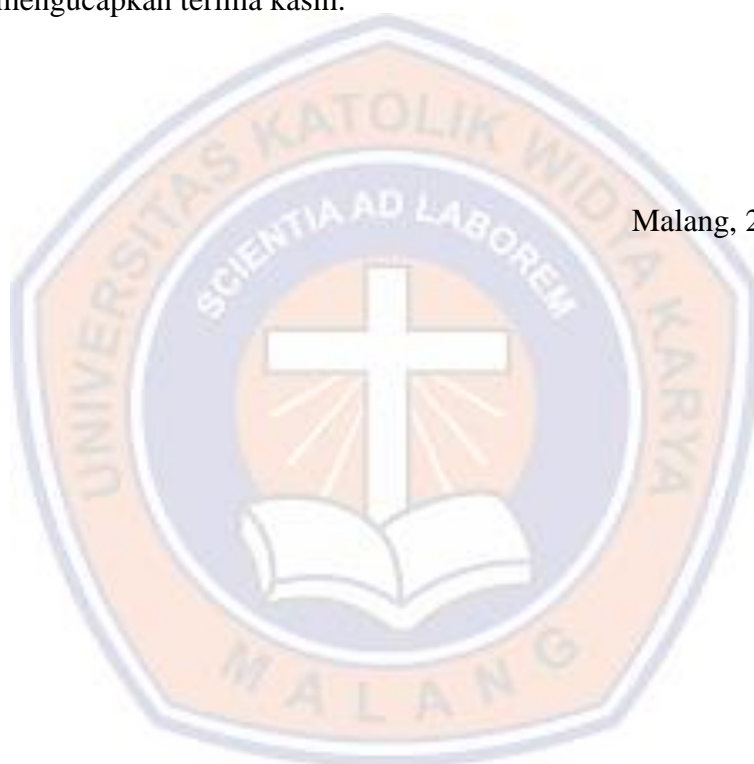 mengucapkan terima kasih.
UNIVERSITAS KATOLIK WIDYA KARYA
SCIENTIA AD LABOREM
Malang, 2
MALANG